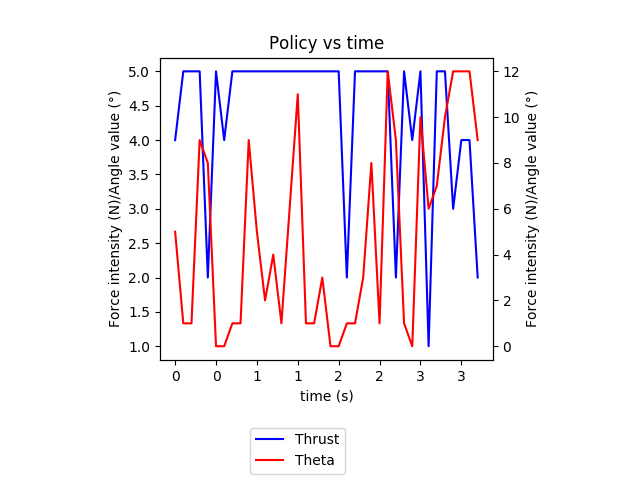 Policy vs time
Force intensity (N)/Angle value (°)
5.0
4.5
4.0
3.5
3.0
2.5
2.0
1.5
1.0
12
10
8
6
4
2
0
Force intensity (N)/Angle value (°)
0 0 1 1 2 2 3 3
time (s)
Thrust
Theta